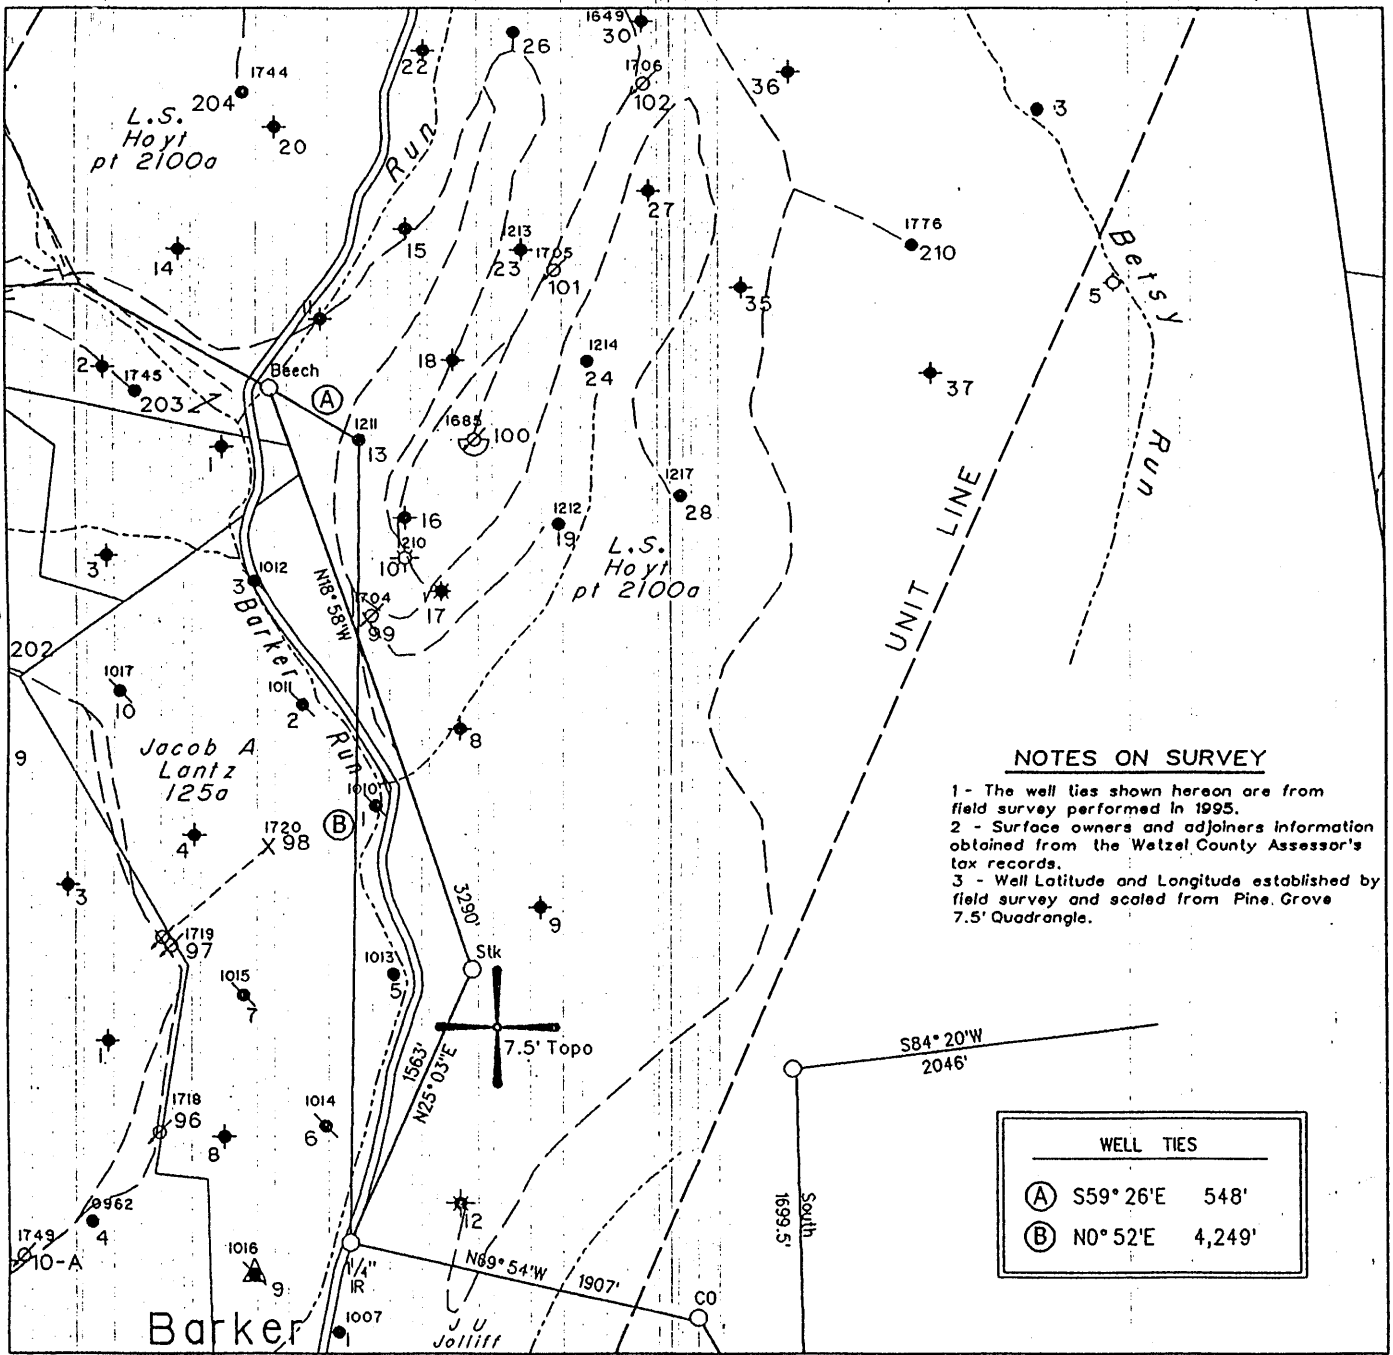 1649
30
26
22
1706
102
36
1744
204
3
L.S.
Hoyt
pt 2100a
20
Run
27
15
1213
23
1705
101
1776
210
14
Betsy
Run
5
35
11
18
1214
24
2
1745
203
Beech
A
37
1211
13
1685
100
1
1217
28
16
1212
19
UNIT LINE
210
10
L.S.
Hoyt
pt 2100a
3
1012
3
17
N18°58'W
1704
99
Barker
Run
202
1017
10
1011
2
8
9
Jacob A
Lantz
125a
NOTES ON SURVEY
1 - The well ties shown hereon are from
field survey performed in 1995.
2 - Surface owners and adjoiners information
obtained from the Wetzel County Assessor's
tax records.
3 - Well Latitude and Longitude established by
field survey and scaled from Pine. Grove
7.5' Quadrangle.
1010
B
1720
98
4
3
3290'
9
1719
97
Stk
1013
5
1015
7
7.5' Topo
1
1563'
N25°03"E
S84°20'W
2046'
1718
96
1014
6
8
WELL TIES
A S59°26'E 548'
B N0°52'E 4,249'
South
1699.5'
0962
4
12
1749
10-A
1016
9
1/4"
IR
N69°54'W
1907'
CO
Barker
1007
1
J U
Jolliff